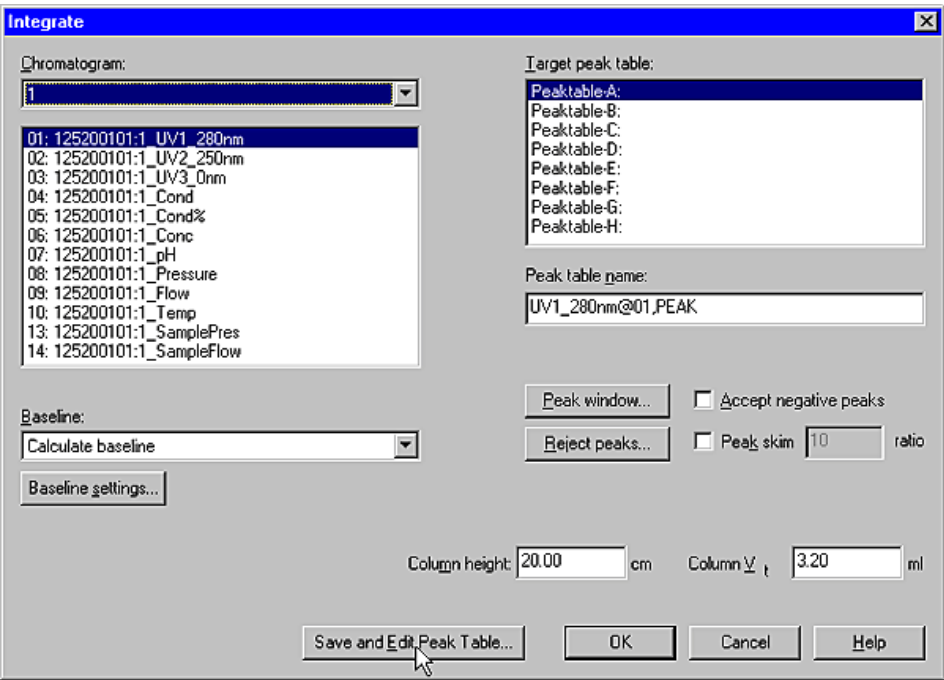 Integrate
Chromatogram:
1
01: 125200101:1_UV1_280nm
02: 125200101:1_UV2_250nm
03: 125200101:1_UV3_0nm
04: 125200101:1_Cond
05: 125200101:1_Cond%
06: 125200101:1_Conc
07: 125200101:1_pH
08: 125200101:1_Pressure
09: 125200101:1_Flow
10: 125200101:1_Temp
13: 125200101:1_SamplePres
14: 125200101:1_SampleFlow
Baseline:
Calculate baseline
Baseline settings...
Target peak table:
Peaktable-A:
Peaktable-B:
Peaktable-C:
Peaktable-D:
Peaktable-E:
Peaktable-F:
Peaktable-G:
Peaktable-H:
Peak table name:
UV1_280nm@01,PEAK
Peak window... Accept negative peaks
Reject peaks... Peak skim 10 ratio
Column height: 20.00 cm Column V t 3.20 ml
Save and Edit Peak Table... OK Cancel Help